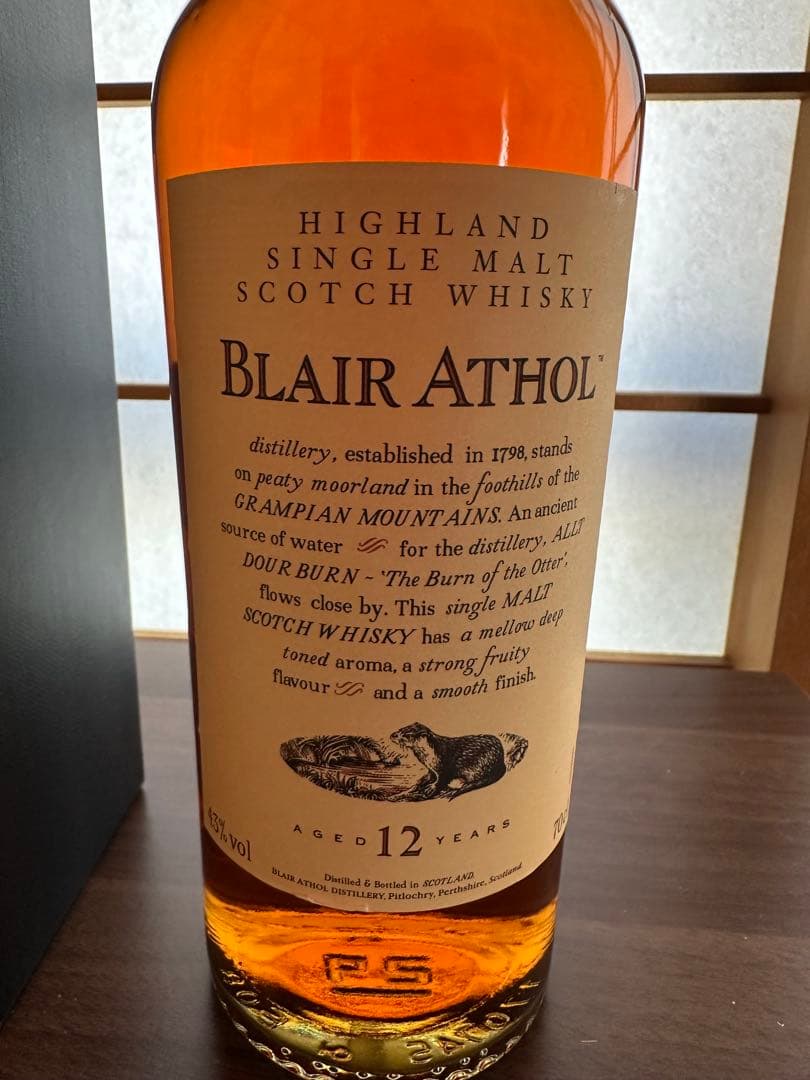 HIGHLAND
SINGLE MALT
SCOTCH WHISKY
BLAIR ATHOL™
distillery, established in 1798, stands
on peaty moorland in the foothills of the
GRAMPIAN MOUNTAINS. An ancient
source of water for the distillery, ALLT
DOUR BURN ~ 'The Burn of the Otter',
flows close by. This single MALT
SCOTCH WHISKY has a mellow deep
toned aroma, a strong fruity
flavour and a smooth finish.
AGED 12 YEARS
43% vol
Distilled & Bottled in SCOTLAND.
BLAIR ATHOL DISTILLERY, Pitlochry, Perthshire, Scotland.